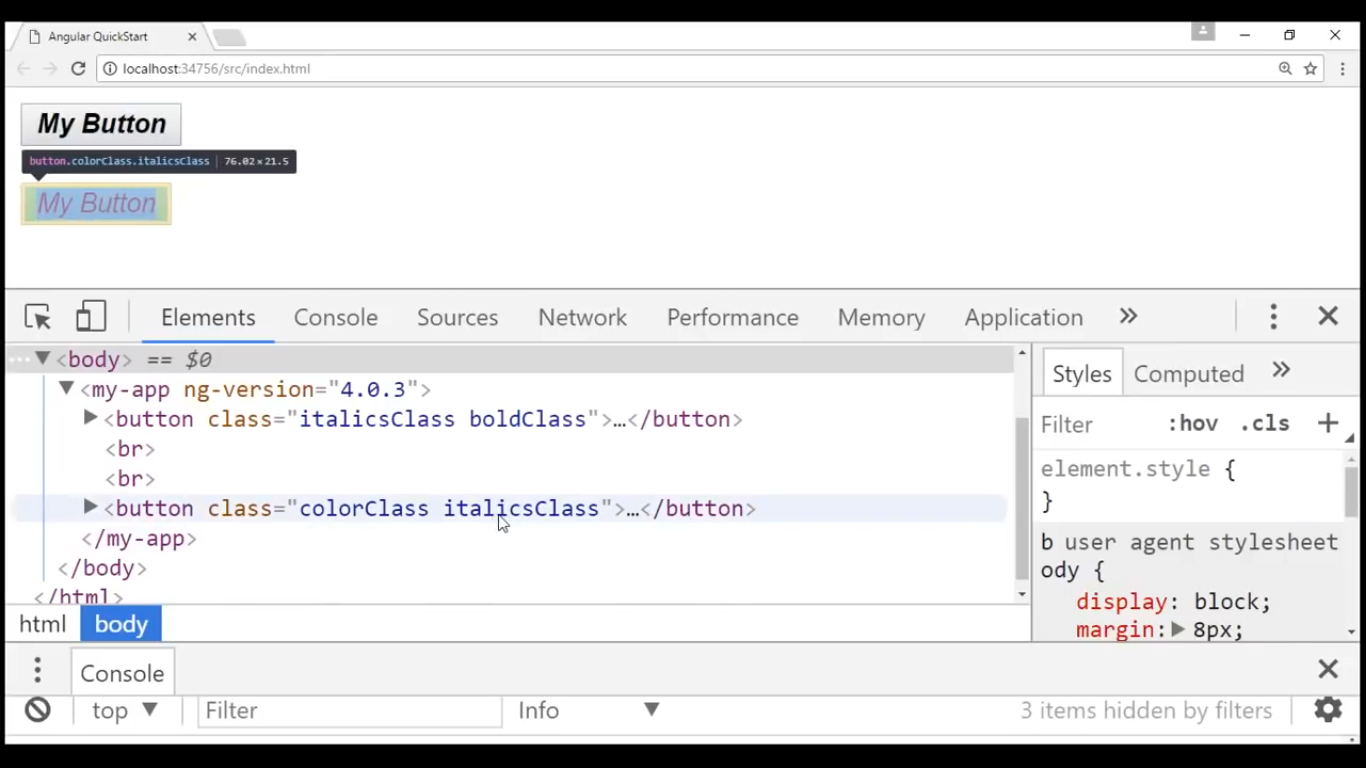 Angular QuickStart
localhost:34756/src/index.html
My Button
button.colorClass.italicsClass 76.02×21.5
My Button
Elements Console Sources Network Performance Memory Application »
… <body> == $0
<my-app ng-version="4.0.3">
<button class="italicsClass boldClass">…</button>
<br>
<br>
<button class="colorClass italicsClass">…</button>
</my-app>
</body>
</html>
html body
Styles Computed »
Filter :hov .cls +
element.style {
}
b user agent stylesheet
ody {
display: block;
margin: 8px;
Console
top Filter Info 3 items hidden by filters